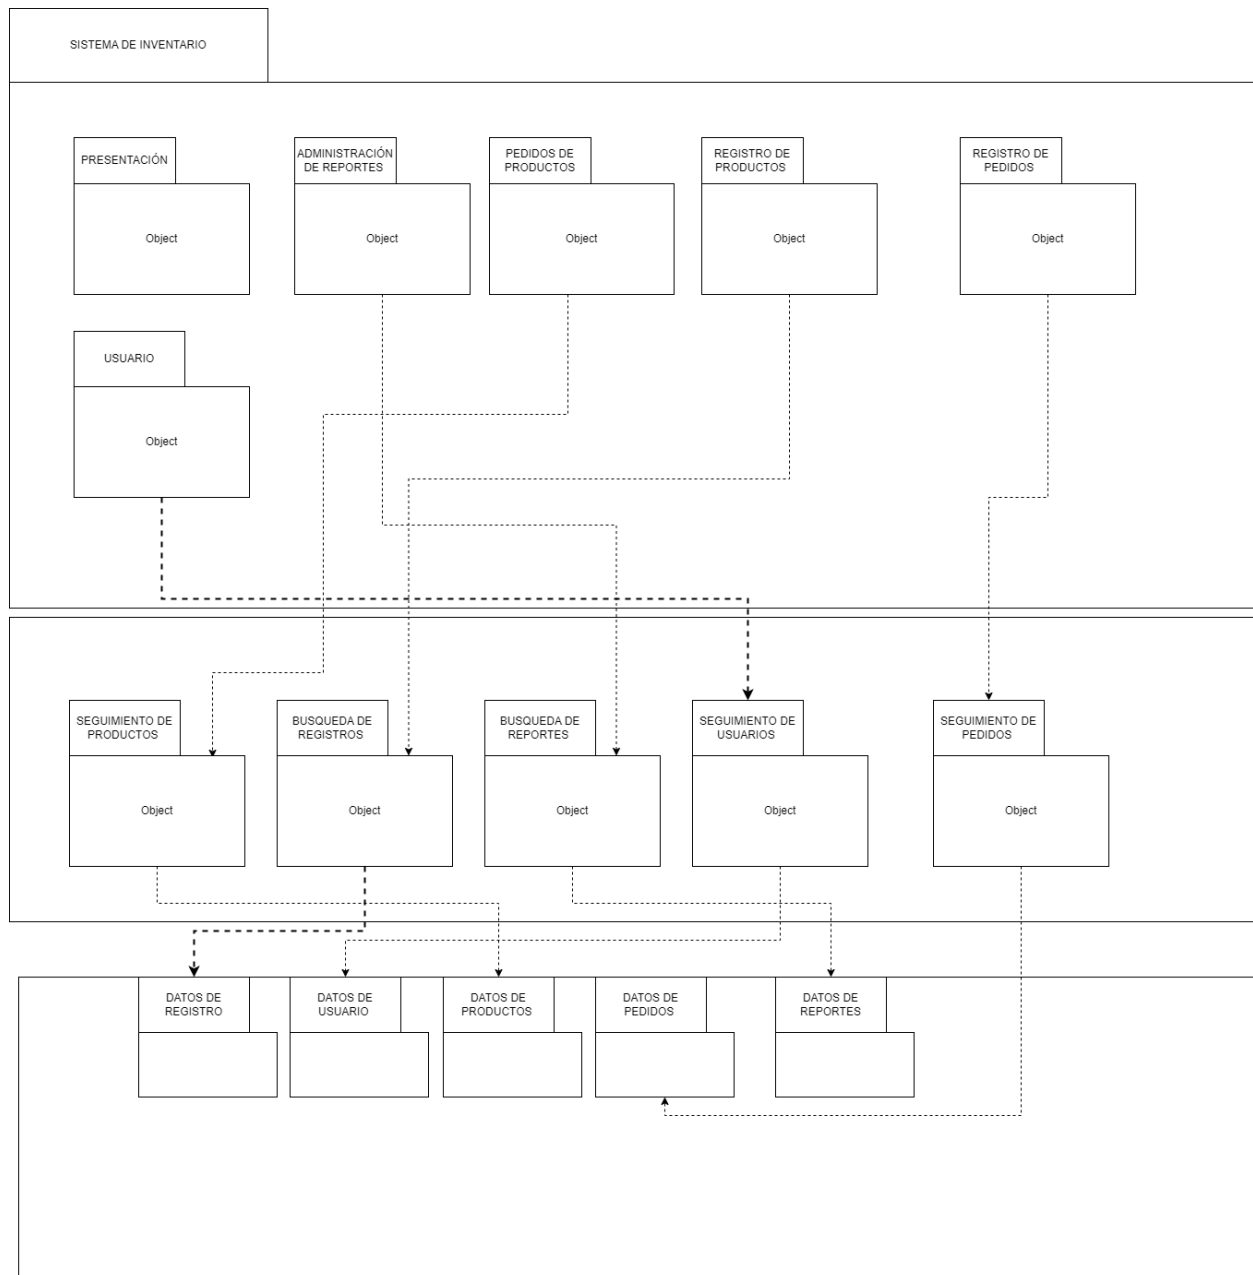 SISTEMA DE INVENTARIO
PRESENTACIÓN
ADMINISTRACIÓN
DE REPORTES
PEDIDOS DE
PRODUCTOS
REGISTRO DE
PRODUCTOS
REGISTRO DE
PEDIDOS
Object
Object
Object
Object
Object
USUARIO
Object
SEGUIMIENTO DE
PRODUCTOS
BUSQUEDA DE
REGISTROS
BUSQUEDA DE
REPORTES
SEGUIMIENTO DE
USUARIOS
SEGUIMIENTO DE
PEDIDOS
Object
Object
Object
Object
Object
DATOS DE
REGISTRO
DATOS DE
USUARIO
DATOS DE
PRODUCTOS
DATOS DE
PEDIDOS
DATOS DE
REPORTES